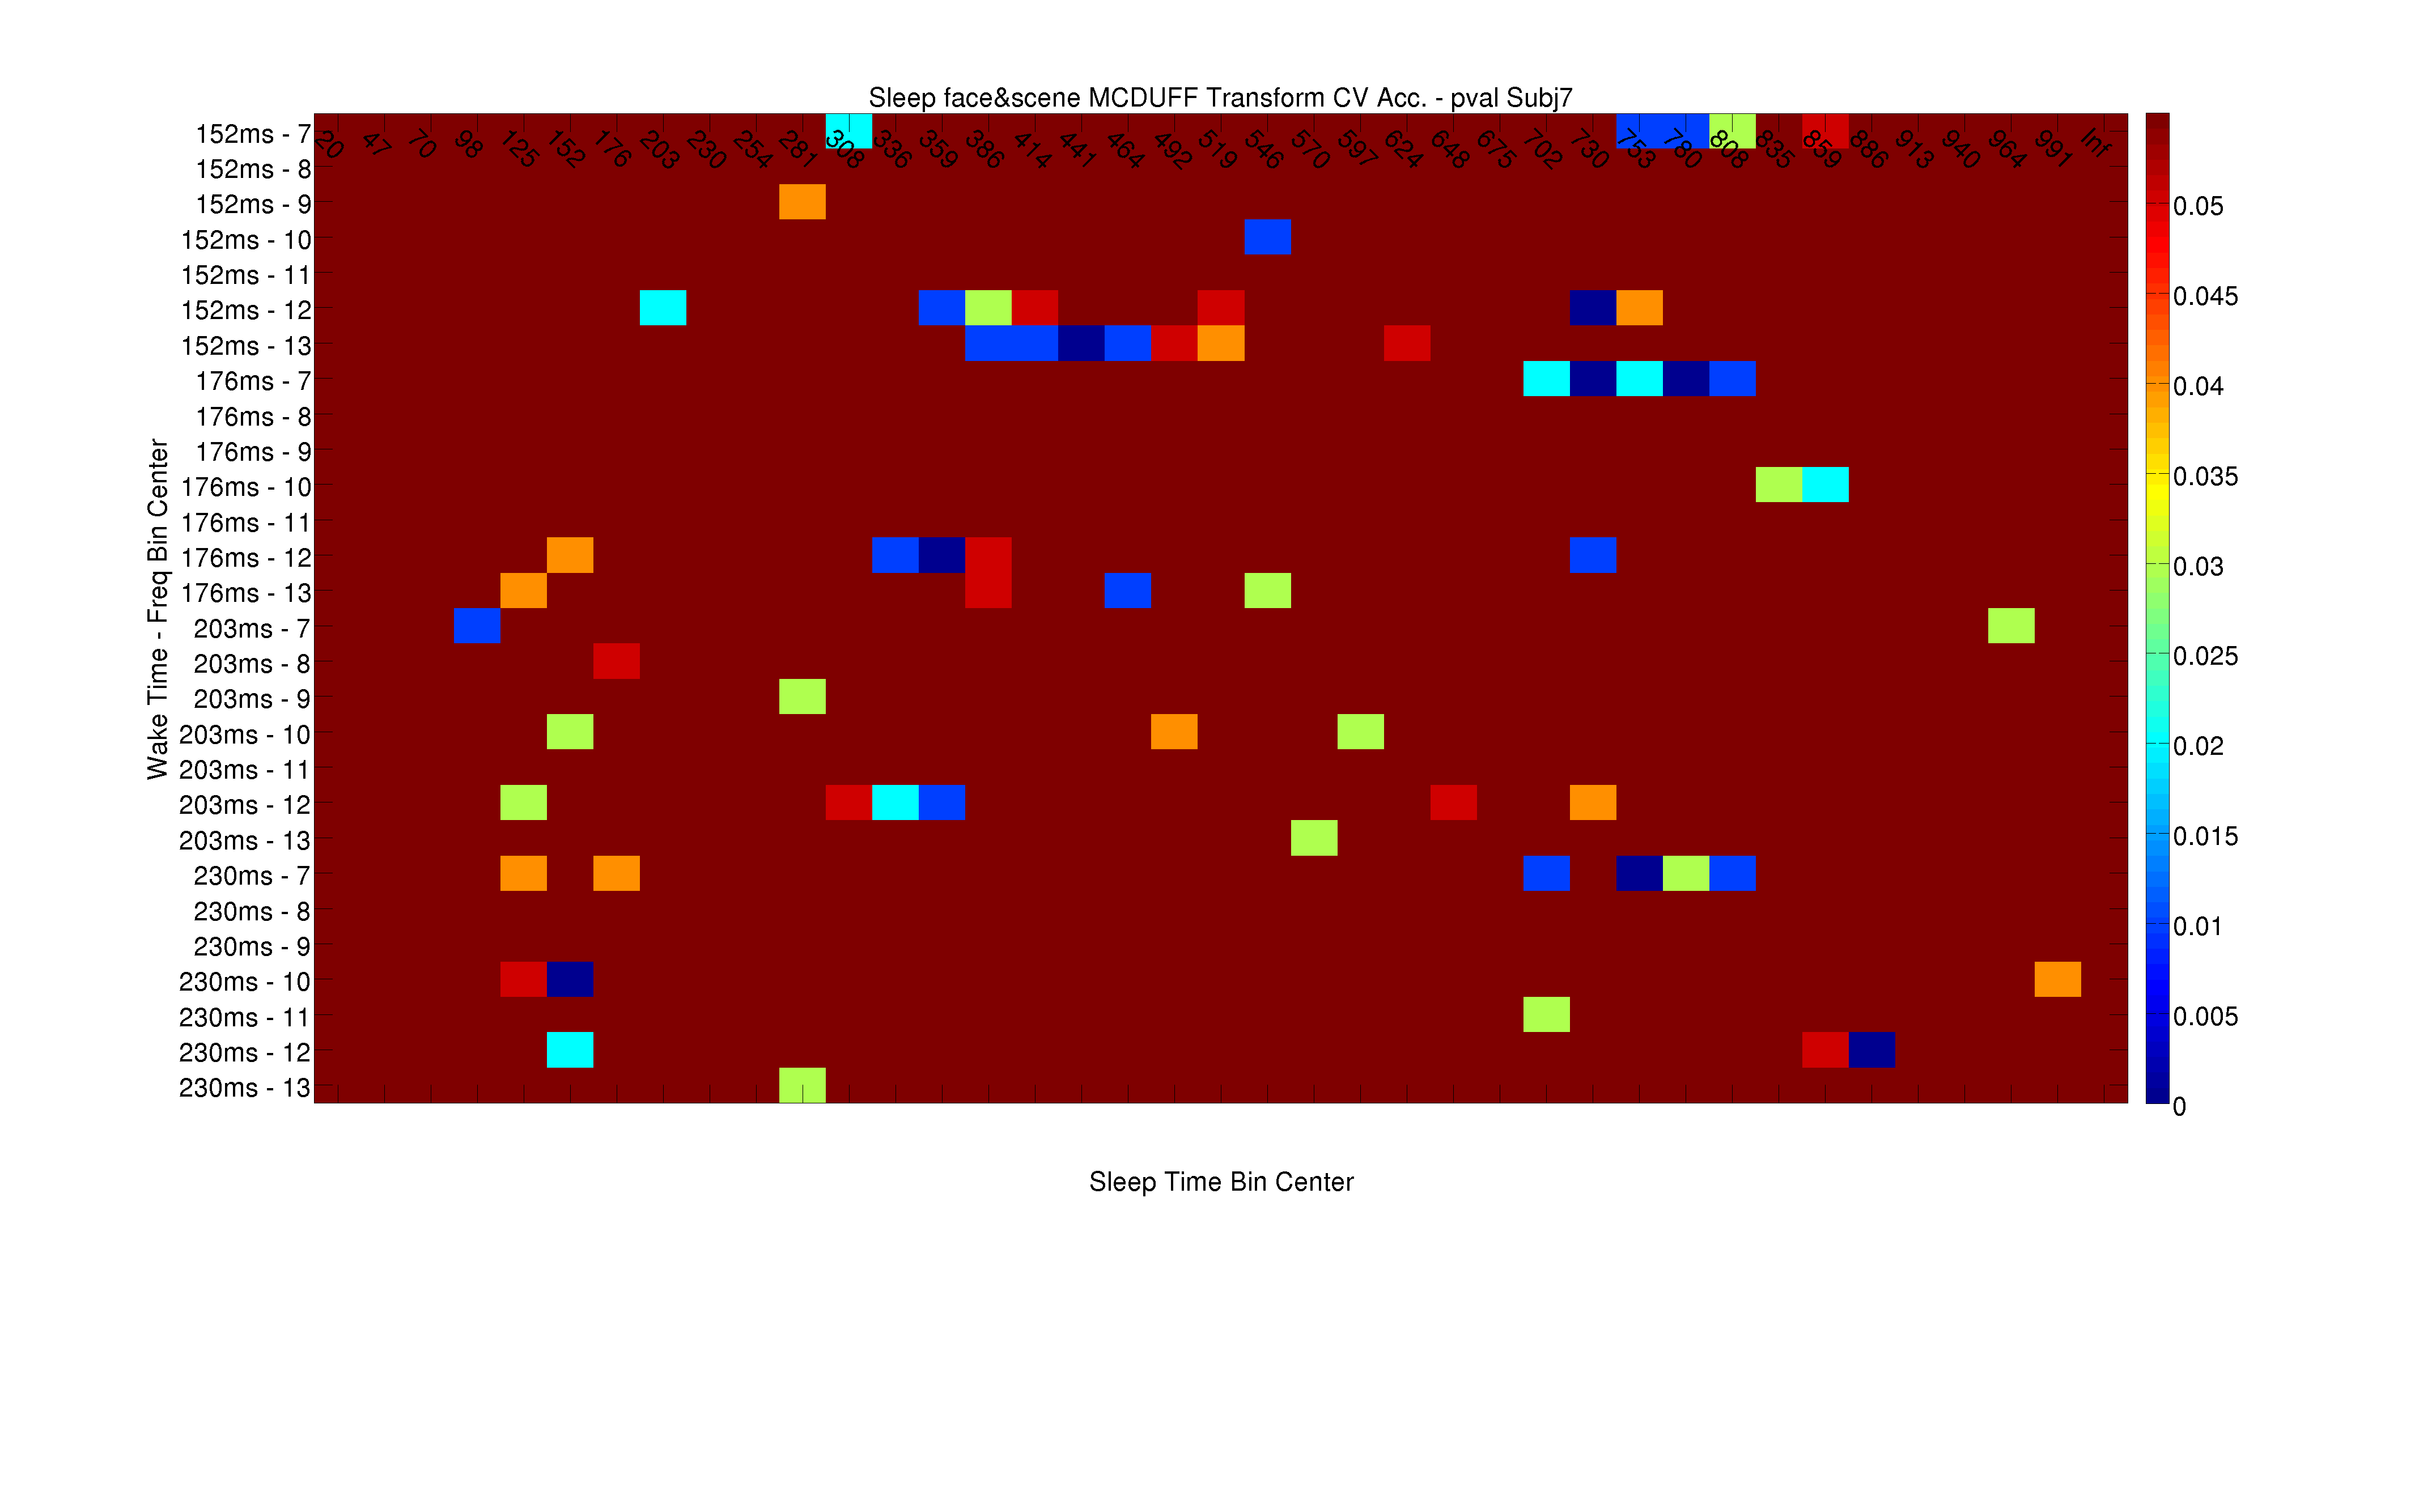 Sleep face&scene MCDUFF Transform CV Acc. - pval Subj7
20 47 70 98 125 152 176 203 230 254 281 308 336 359 386 414 441 464 492 519 546 570 597 624 648 675 702 730 753 780 808 835 859 886 913 940 964 991 Inf
Wake Time - Freq Bin Center
152ms - 7
152ms - 8
152ms - 9
152ms - 10
152ms - 11
152ms - 12
152ms - 13
176ms - 7
176ms - 8
176ms - 9
176ms - 10
176ms - 11
176ms - 12
176ms - 13
203ms - 7
203ms - 8
203ms - 9
203ms - 10
203ms - 11
203ms - 12
203ms - 13
230ms - 7
230ms - 8
230ms - 9
230ms - 10
230ms - 11
230ms - 12
230ms - 13
0.05
0.045
0.04
0.035
0.03
0.025
0.02
0.015
0.01
0.005
0
Sleep Time Bin Center